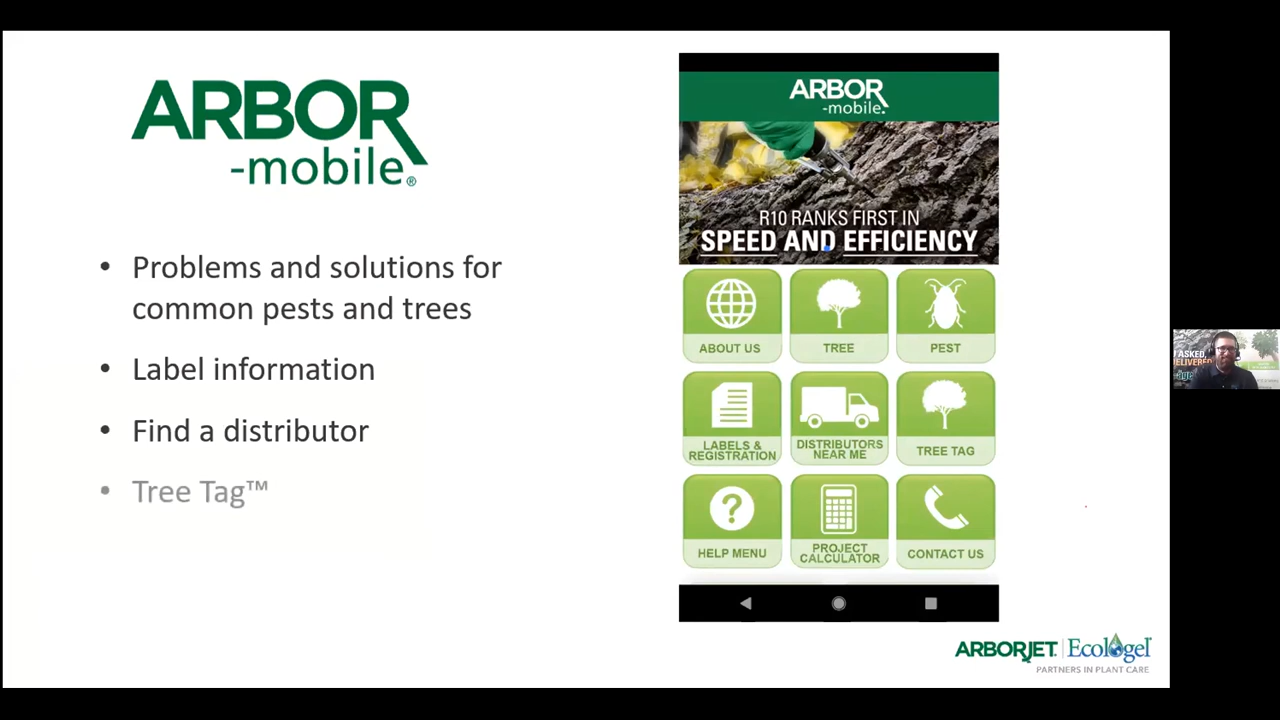 ARBOR
-mobile®
• Problems and solutions for
common pests and trees
• Label information
• Find a distributor
• Tree Tag™
ARBOR
-mobile.
R10 RANKS FIRST IN
SPEED AND EFFICIENCY
ABOUT US
TREE
PEST
LABELS &
REGISTRATION
DISTRIBUTORS
NEAR ME
TREE TAG
HELP MENU
PROJECT
CALCULATOR
CONTACT US
ARBORJET | Ecologel
PARTNERS IN PLANT CARE
ASKED,